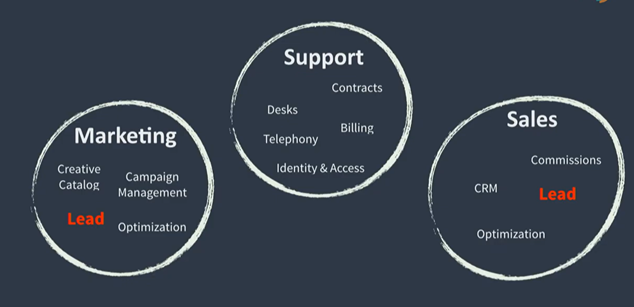 Marketing
Creative
Catalog
Campaign
Management
Lead
Optimization
Support
Contracts
Desks
Billing
Telephony
Identity & Access
Sales
Commissions
CRM
Lead
Optimization